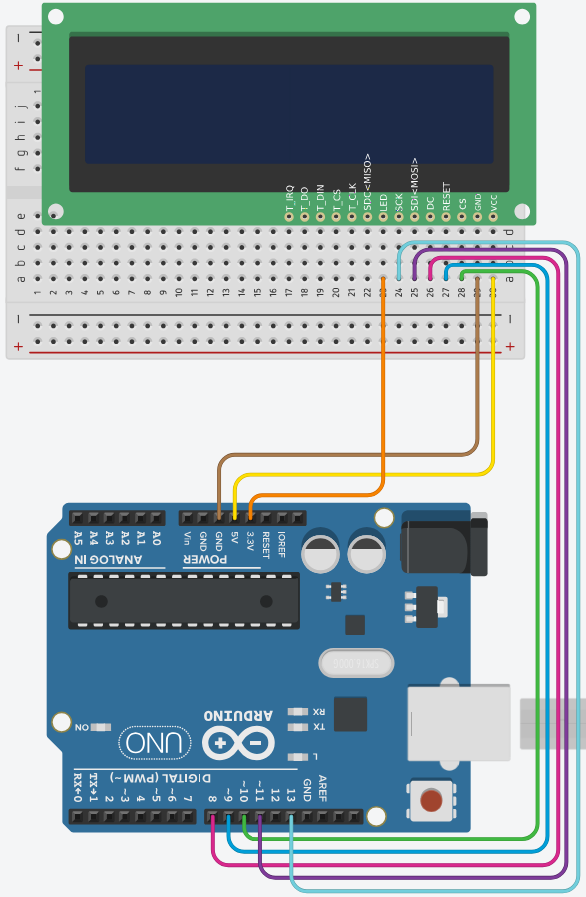 T_IRQ
T_DO
T_DIN
T_CS
T_CLK
SDO<MISO>
LED
SCK
SDI<MOSI>
DC
RESET
CS
GND
VCC
j
i
h
g
f
e
d
c
b
a
1
1 2 3 4 5 6 7 8 9 10 11 12 13 14 15 16 17 18 19 20 21 22 24 25 26 27 28
A5 A4 A3 A2 A1 A0
ANALOG IN
Vin GND GND 5V 3.3V RESET IOREF
POWER
ON
RX
TX
L
ARDUINO
UNO
DIGITAL (PWM~)
RX←0 TX→1 2 ~3 4 ~5 ~6 7 8 ~9 ~10 ~11 12 13 GND AREF